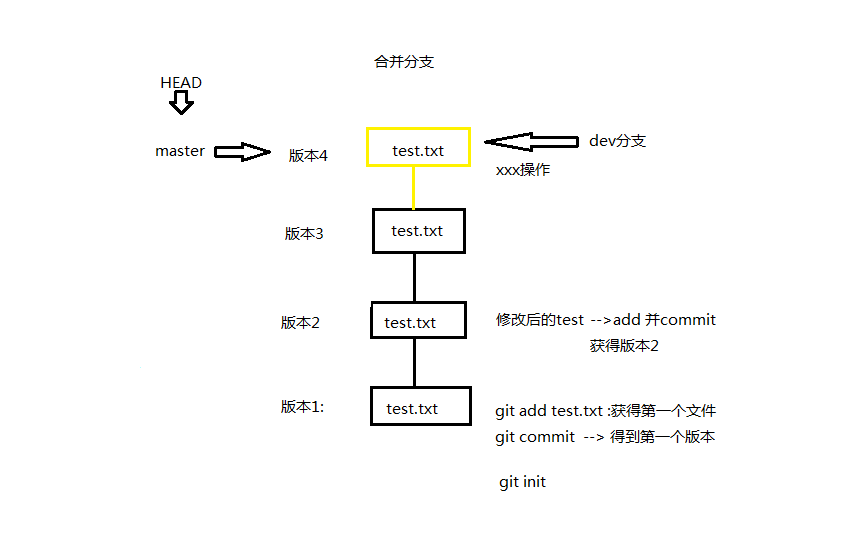 合并分支
HEAD
master
版本4
test.txt
dev分支
xxx操作
版本3
test.txt
版本2
test.txt
修改后的test -->add 并commit
获得版本2
版本1:
test.txt
git add test.txt :获得第一个文件
git commit --> 得到第一个版本
git init